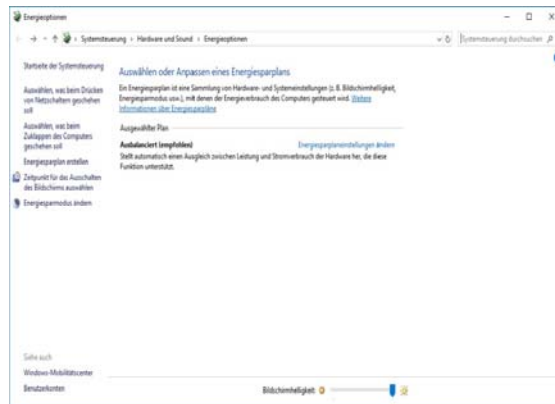 Energieoptionen
Systemsteuerung › Hardware und Sound › Energieoptionen
Systemsteuerung durchsuchen
Startseite der Systemsteuerung
Auswählen, was beim Drücken
von Netzschaltern geschehen
soll
Auswählen, was beim
Zuklappen des Computers
geschehen soll
Energiesparplan erstellen
Zeitpunkt für das Ausschalten
des Bildschirms auswählen
Energiesparmodus ändern
Auswählen oder Anpassen eines Energiesparplans
Ein Energiesparplan ist eine Sammlung von Hardware- und Systemeinstellungen (z. B. Bildschirmhelligkeit,
Energiesparmodus usw.), mit denen der Energieverbrauch des Computers gesteuert wird. Weitere
Informationen über Energiesparpläne
Ausgewählter Plan
Ausbalanciert (empfohlen) Energiesparplaneinstellungen ändern
Stellt automatisch einen Ausgleich zwischen Leistung und Stromverbrauch der Hardware her, die diese
Funktion unterstützt.
Siehe auch
Windows-Mobilitätscenter
Benutzerkonten
Bildschirmhelligkeit: